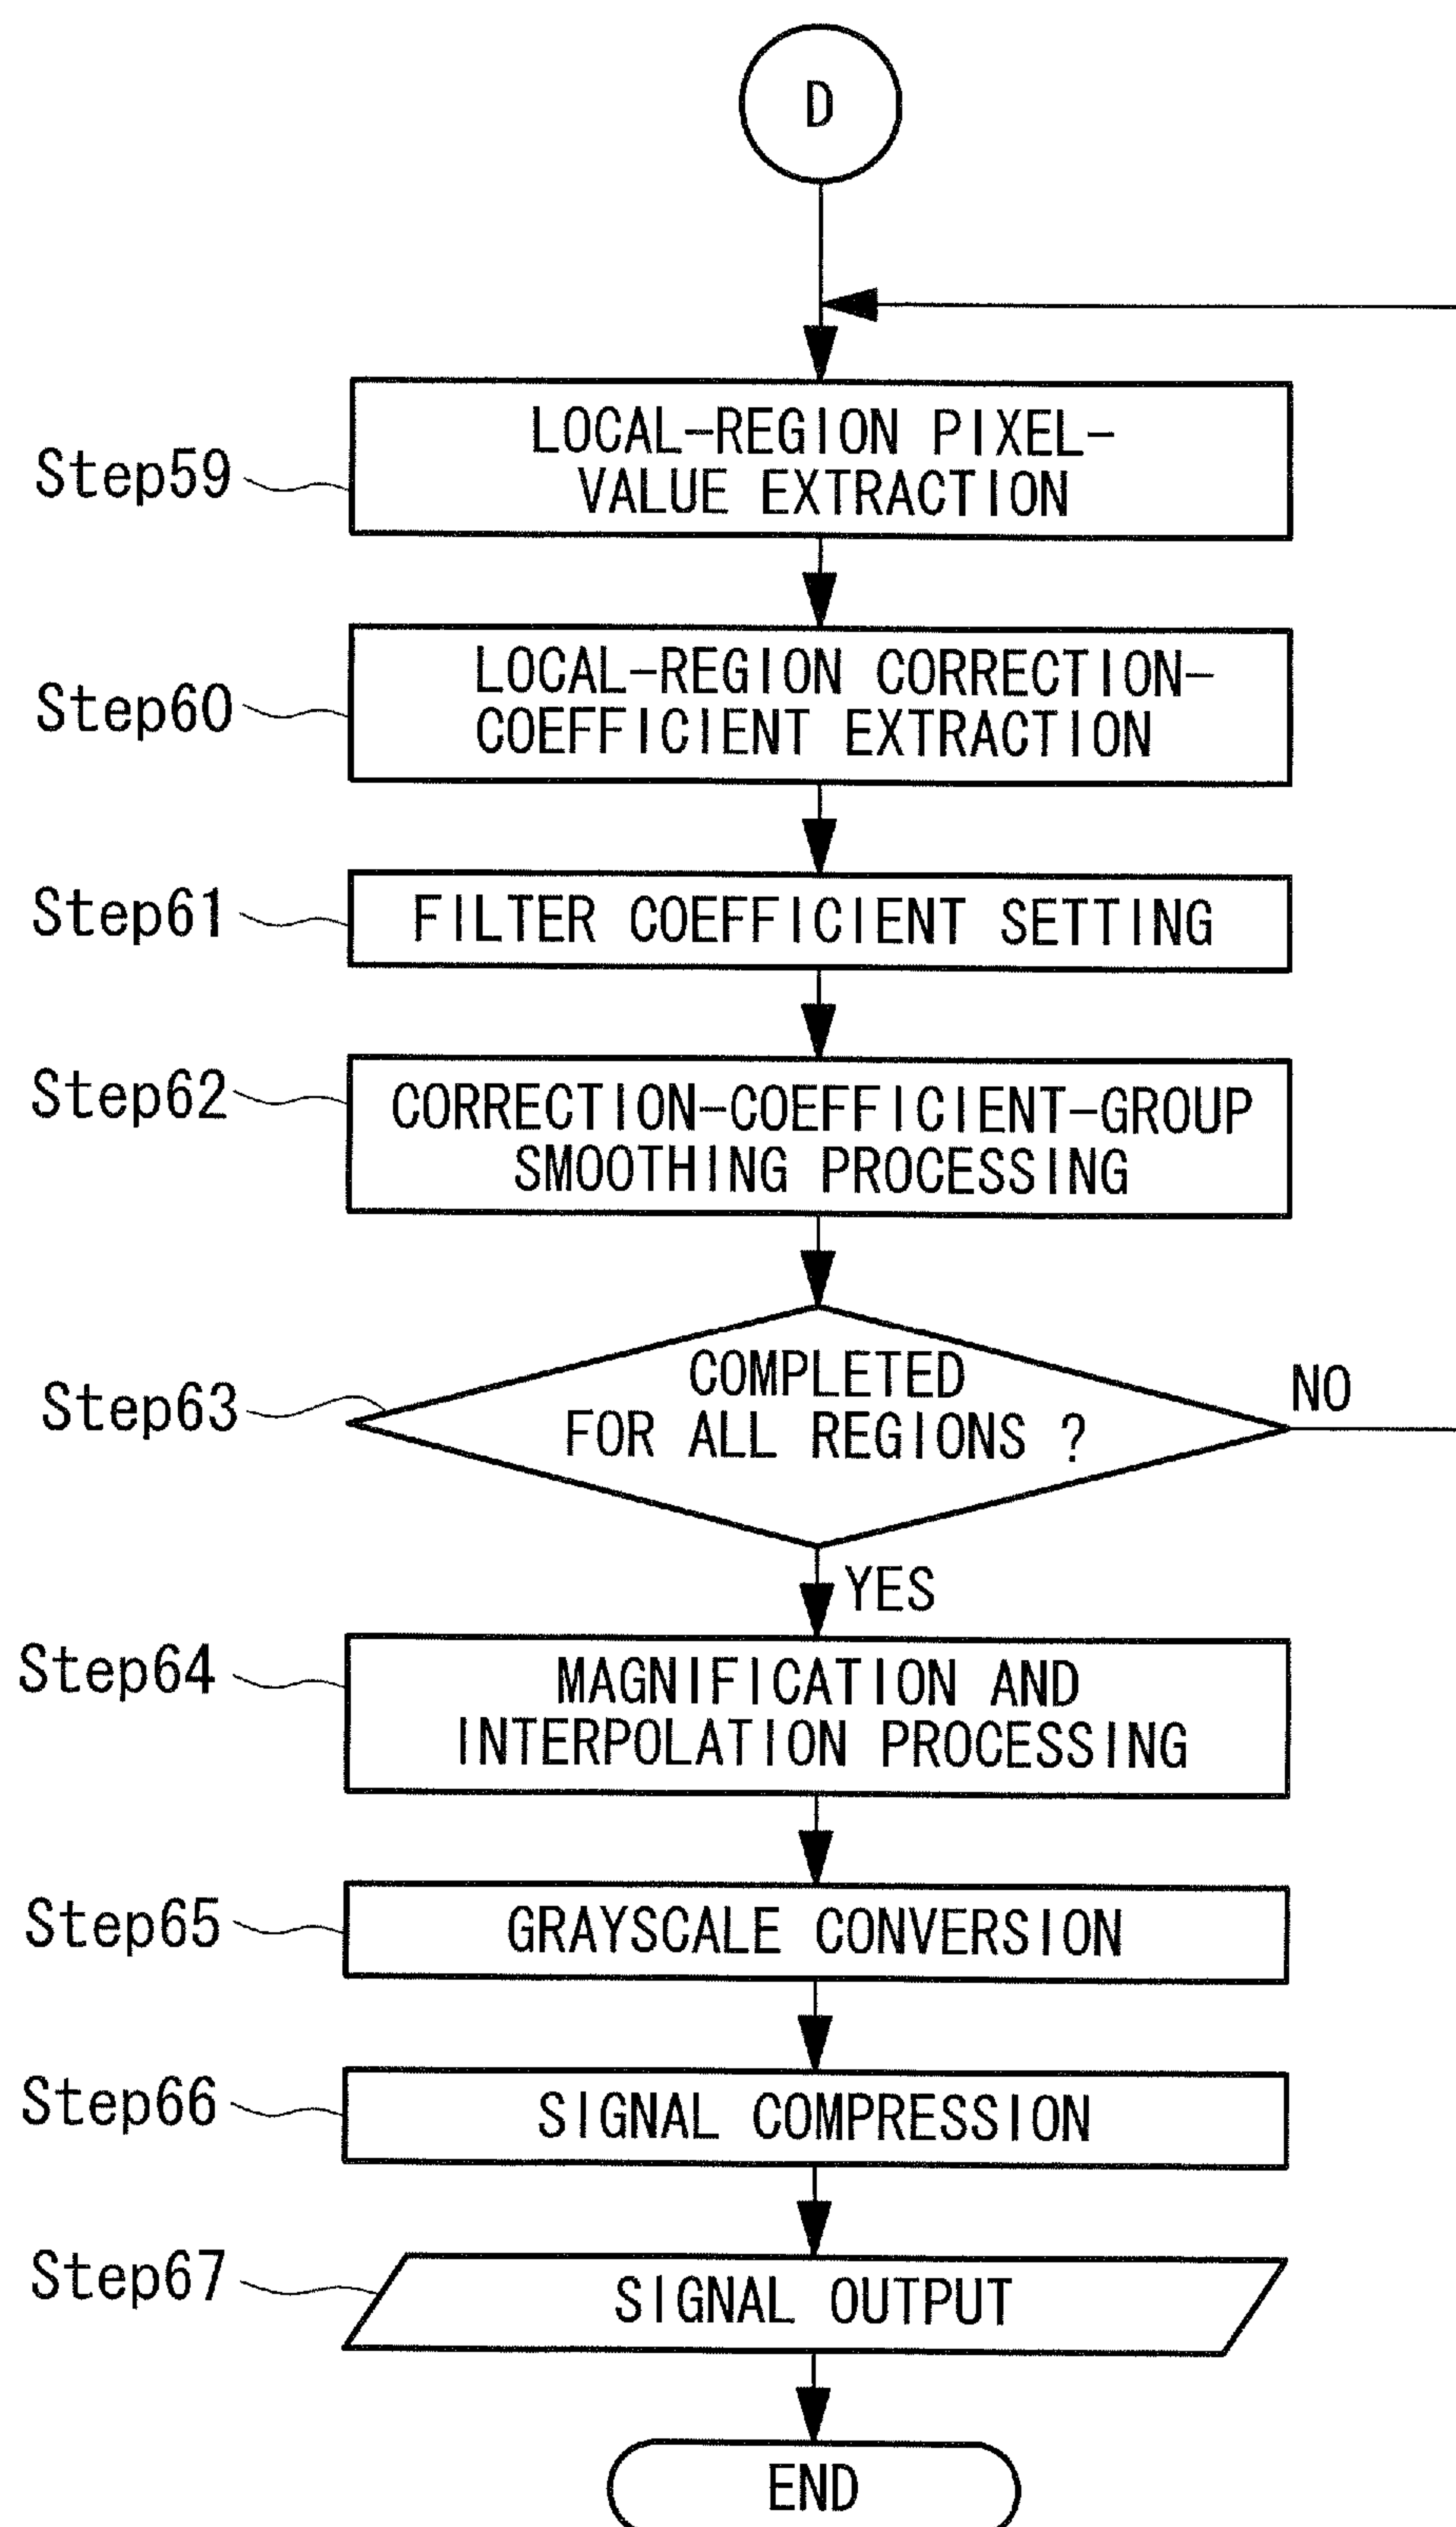 D
Step59
LOCAL-REGION PIXEL-
VALUE EXTRACTION
Step60
LOCAL-REGION CORRECTION-
COEFFICIENT EXTRACTION
Step61
FILTER COEFFICIENT SETTING
Step62
CORRECTION-COEFFICIENT-GROUP
SMOOTHING PROCESSING
Step63
COMPLETED
FOR ALL REGIONS ?
NO
YES
Step64
MAGNIFICATION AND
INTERPOLATION PROCESSING
Step65
GRAYSCALE CONVERSION
Step66
SIGNAL COMPRESSION
Step67
SIGNAL OUTPUT
END